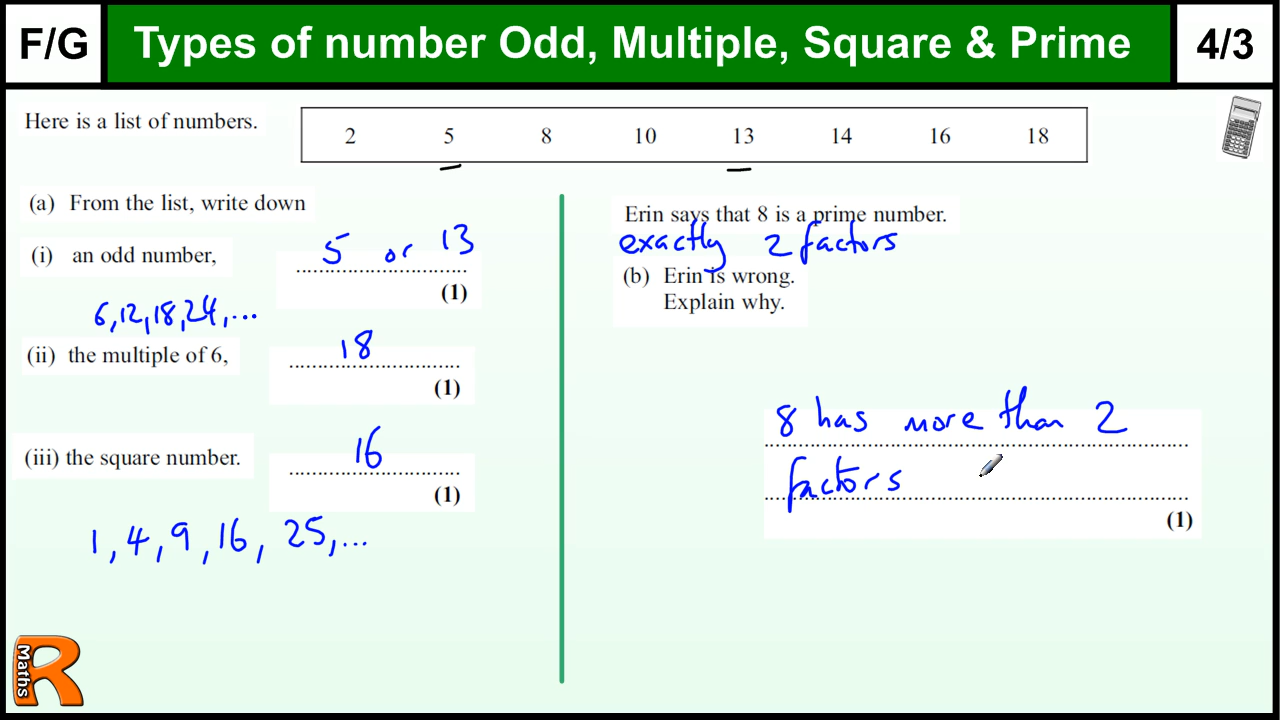 F/G Types of number Odd, Multiple, Square & Prime 4/3
Here is a list of numbers.
2 5 8 10 13 14 16 18
(a) From the list, write down
(i) an odd number,
5 or 13
(1)
6,12,18,24,...
(ii) the multiple of 6,
18
(1)
(iii) the square number.
16
(1)
1, 4, 9, 16, 25,...
Erin says that 8 is a prime number.
exactly 2 factors
(b) Erin is wrong.
Explain why.
8 has more than 2
factors
(1)
R
Maths